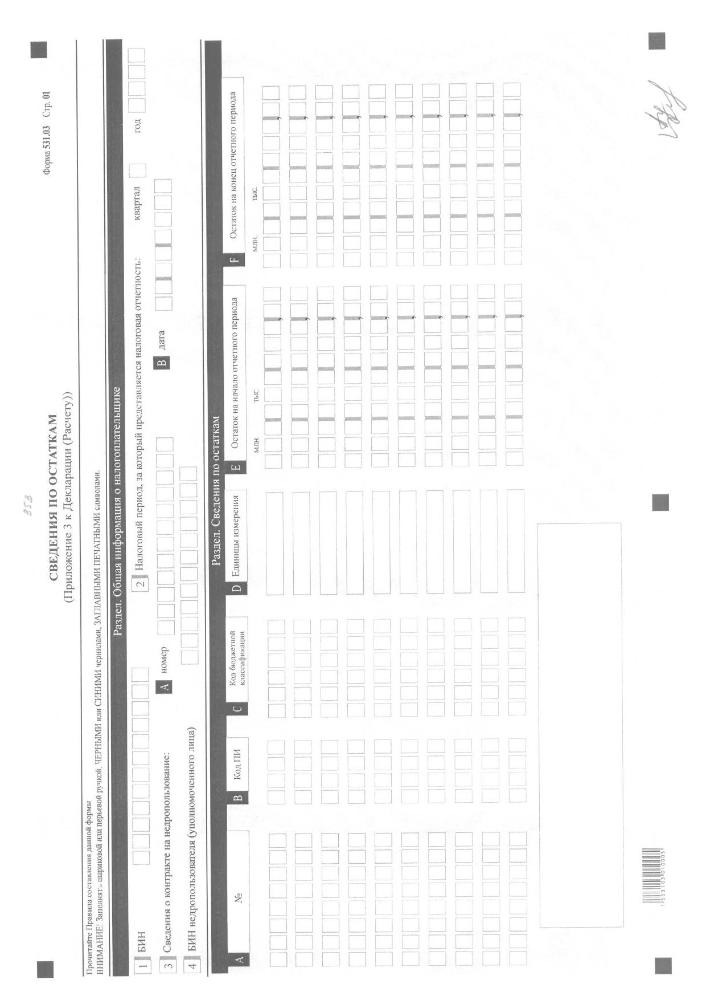 353
СВЕДЕНИЯ ПО ОСТАТКАМ
Форма 531.03 Стр. 01
(Приложение 3 к Декларации (Расчету))
Прочитайте Правила составления данной формы
ВНИМАНИЕ! Заполнять шариковой или перьевой ручкой, ЧЕРНЫМИ или СИНИМИ чернилами, ЗАГЛАВНЫМИ ПЕЧАТНЫМИ символами.
Раздел. Общая информация о налогоплательщике
1 БИН
2 Налоговый период, за который представляется налоговая отчетность: квартал год
3 Сведения о контракте на недропользование: A номер B дата
4 БИН недропользователя (уполномоченного лица)
Раздел. Сведения по остаткам
A №
B Код ПИ
C Код бюджетной
классификации
D Единицы измерения
E Остаток на начало отчетного периода
F Остаток на конец отчетного периода
млн. тыс. млн. тыс.
, ,
, ,
, ,
, ,
, ,
, ,
, ,
, ,
, ,
, ,
1 553103 010005